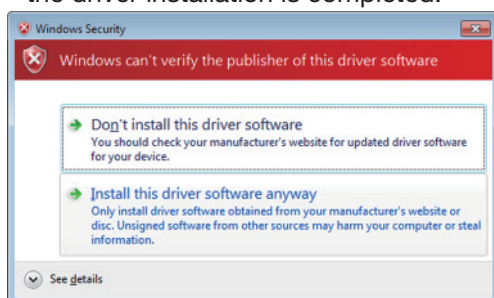 the driver installation is completed.
Windows Security
Windows can't verify the publisher of this driver software
Don't install this driver software
You should check your manufacturer's website for updated driver software
for your device.
Install this driver software anyway
Only install driver software obtained from your manufacturer's website or
disc. Unsigned software from other sources may harm your computer or steal
information.
See details